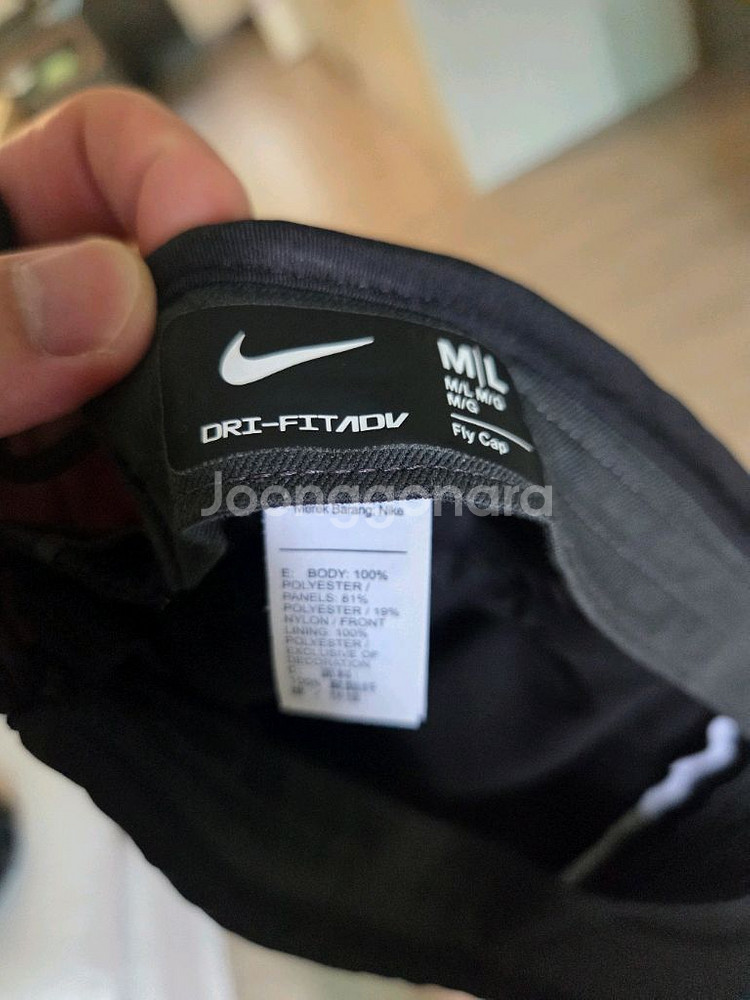 M|L
M/L M/G
M/G
DRI-FITADV
Fly Cap
Joonggonara
Merek Barang: Nike
E: BODY: 100%
POLYESTER /
PANELS: 81%
POLYESTER / 19%
NYLON / FRONT
LINING: 100%
POLYESTER /
EXCLUSIVE OF
DECORATION